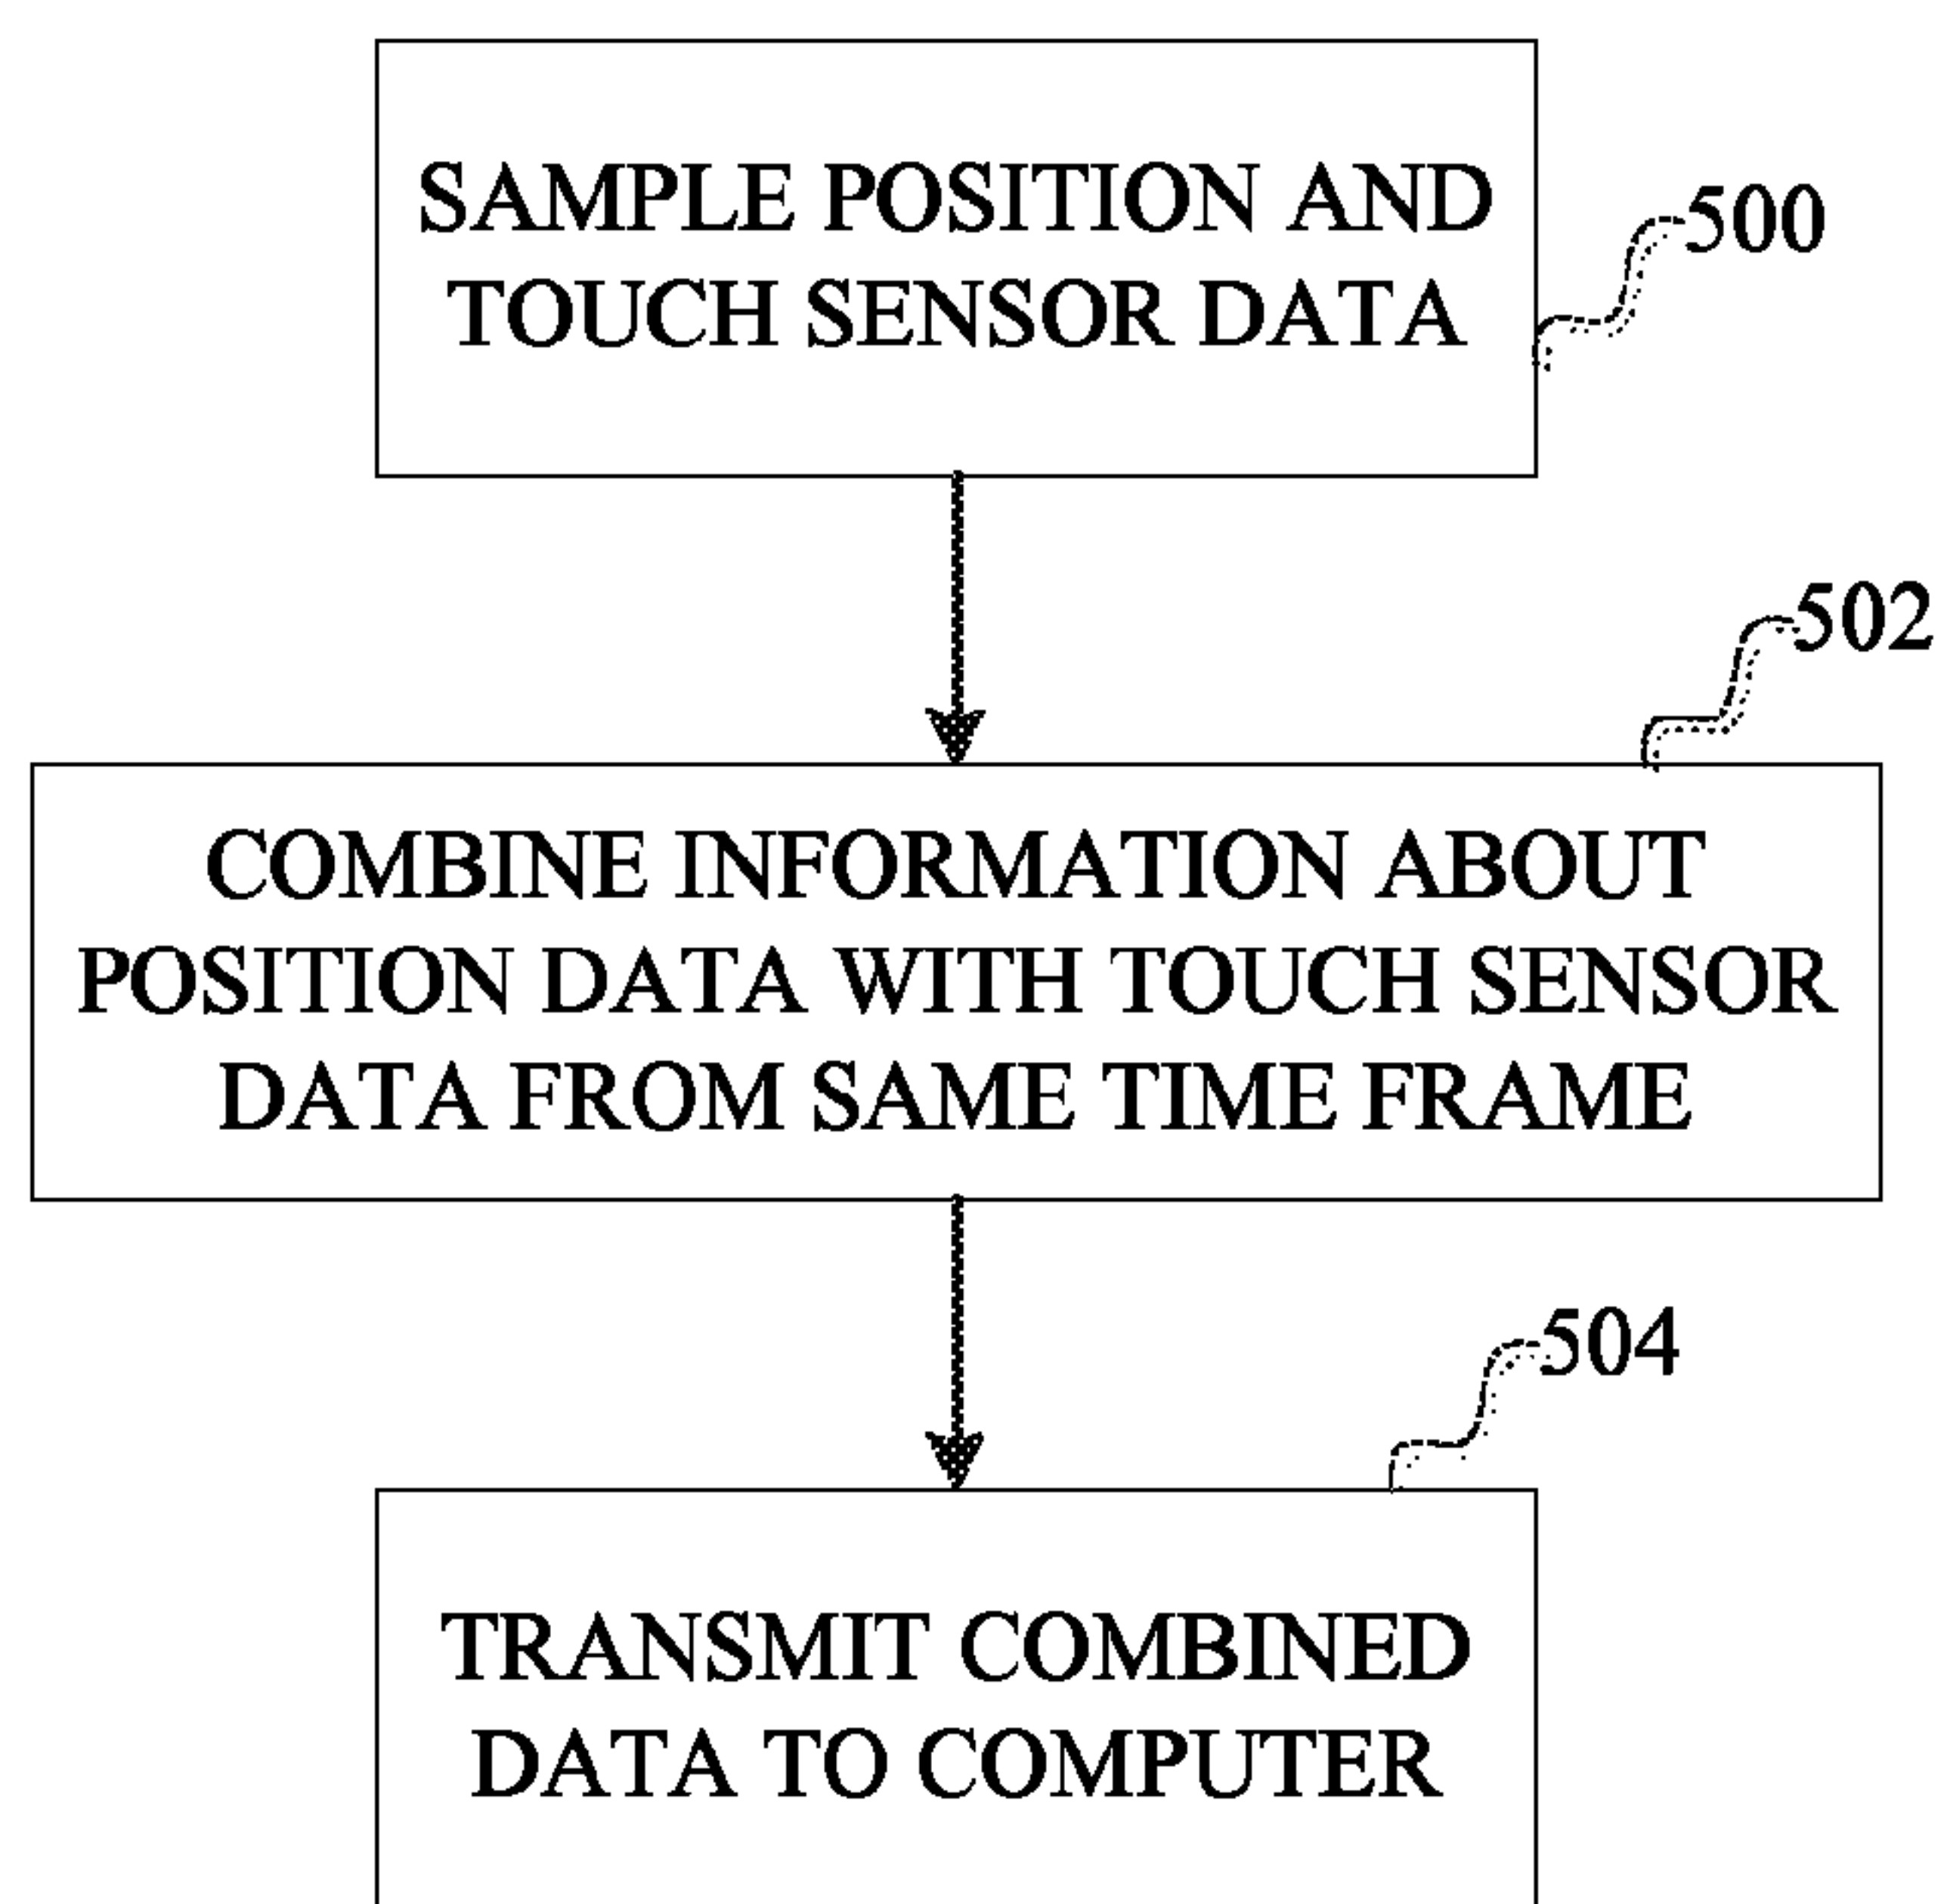 SAMPLE POSITION AND
TOUCH SENSOR DATA
500
502
COMBINE INFORMATION ABOUT
POSITION DATA WITH TOUCH SENSOR
DATA FROM SAME TIME FRAME
504
TRANSMIT COMBINED
DATA TO COMPUTER